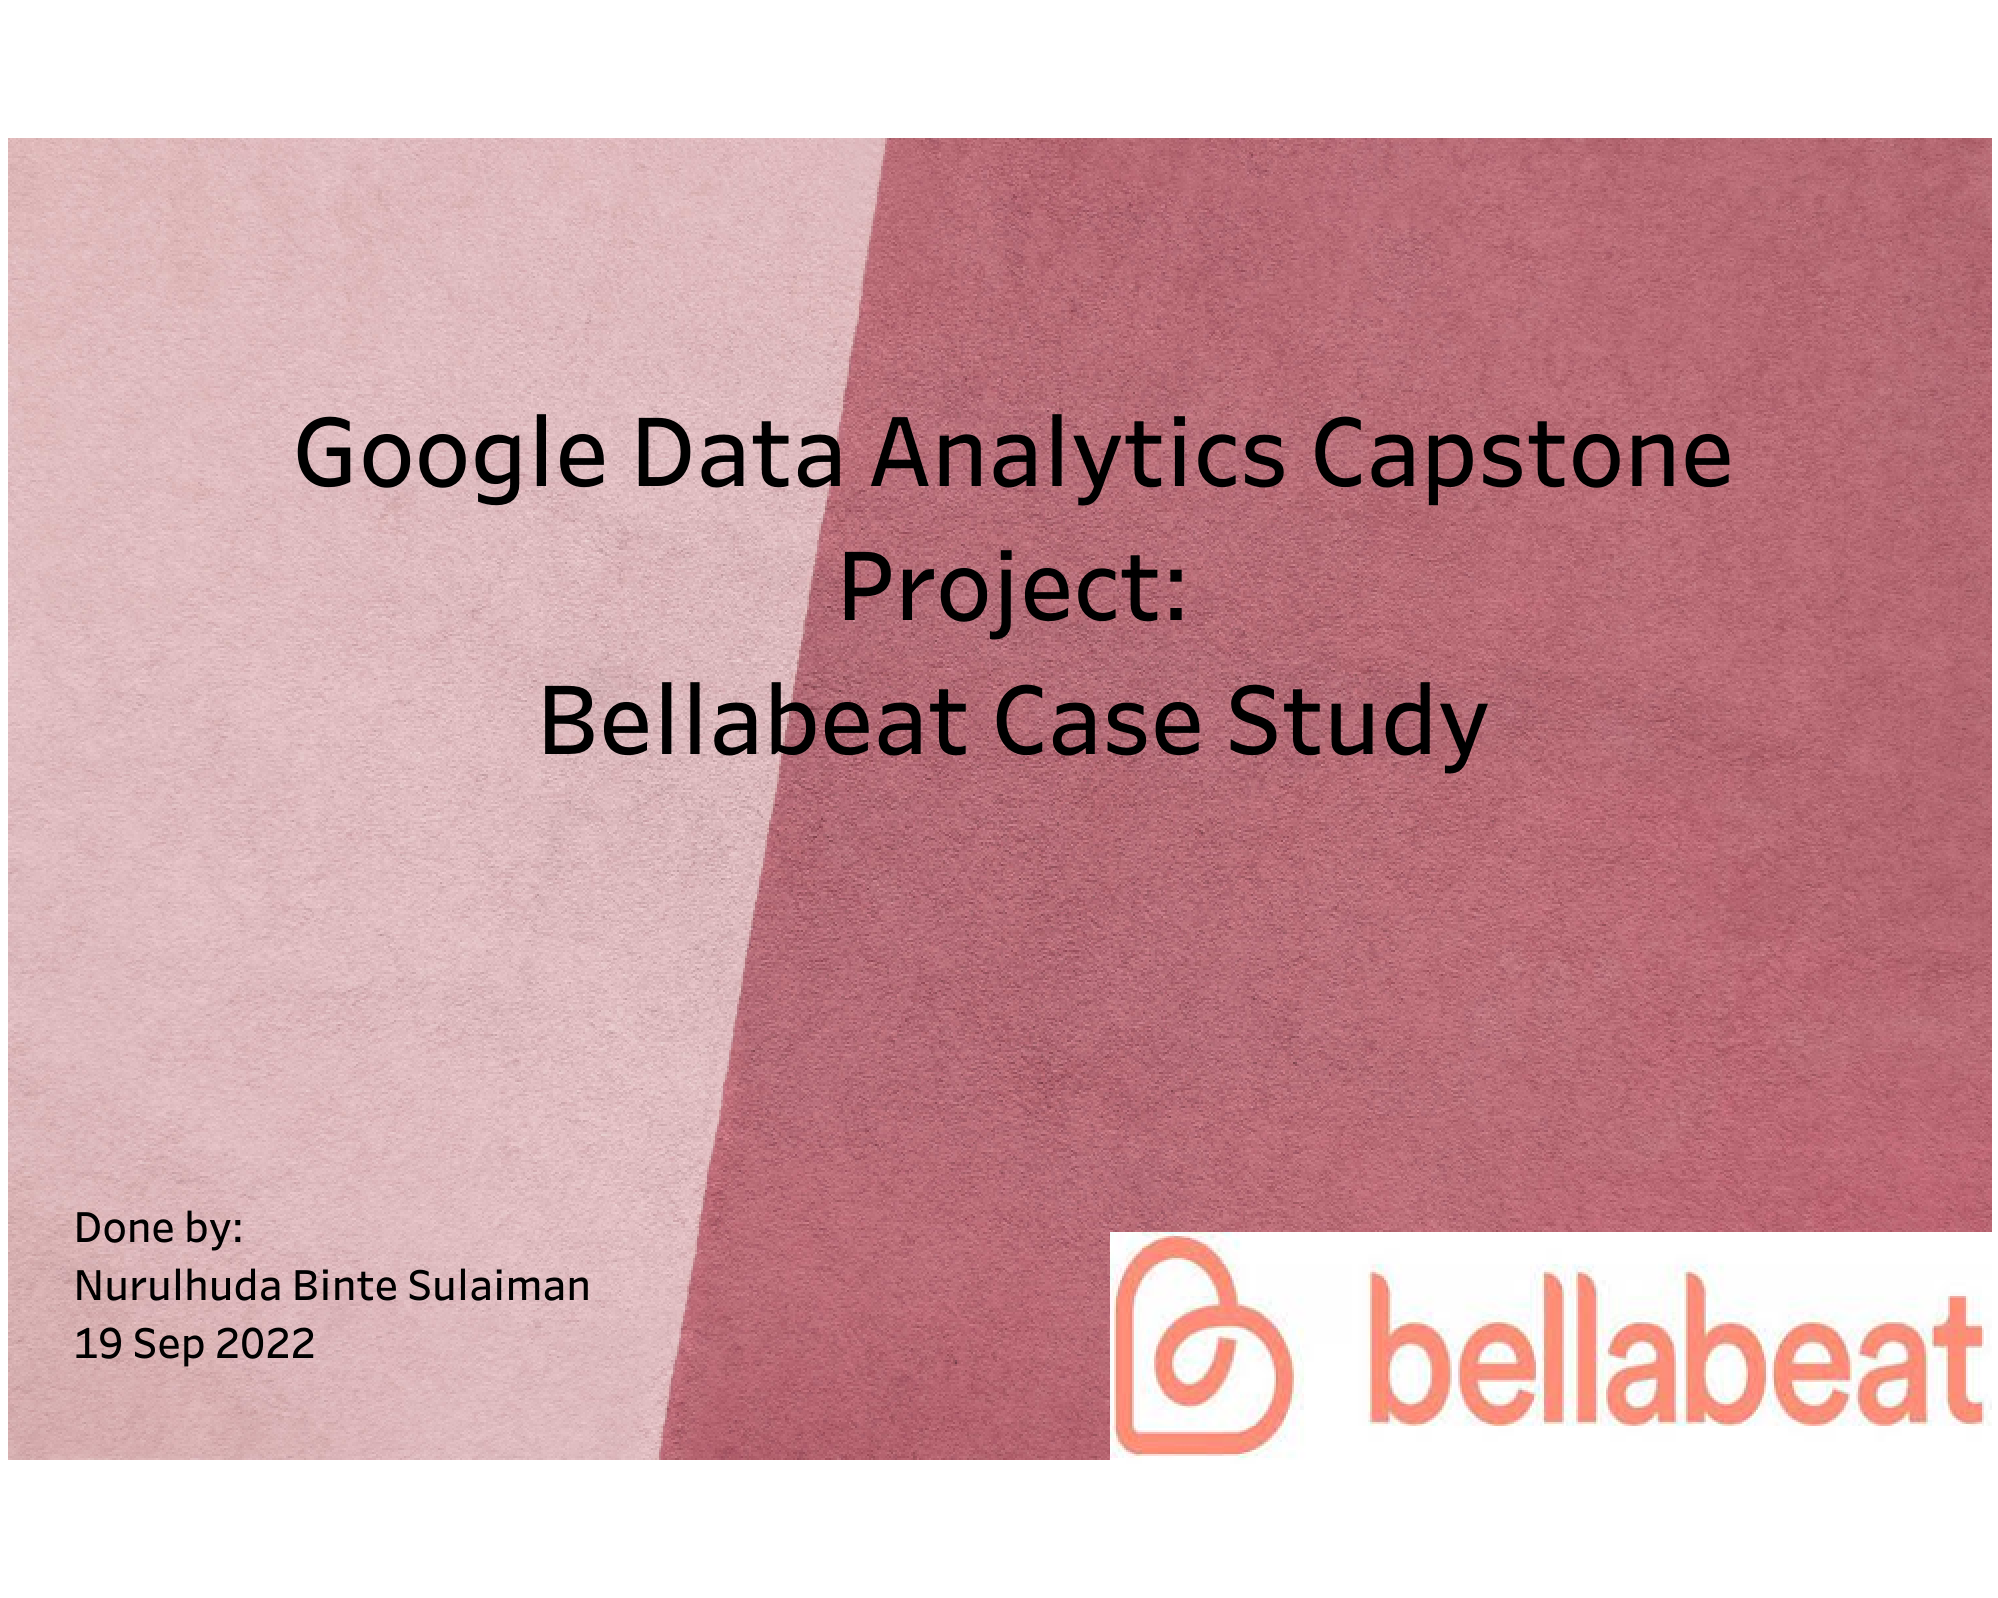 Google Data Analytics Capstone
Project:
Bellabeat Case Study
Done by:
Nurulhuda Binte Sulaiman
19 Sep 2022
bellabeat